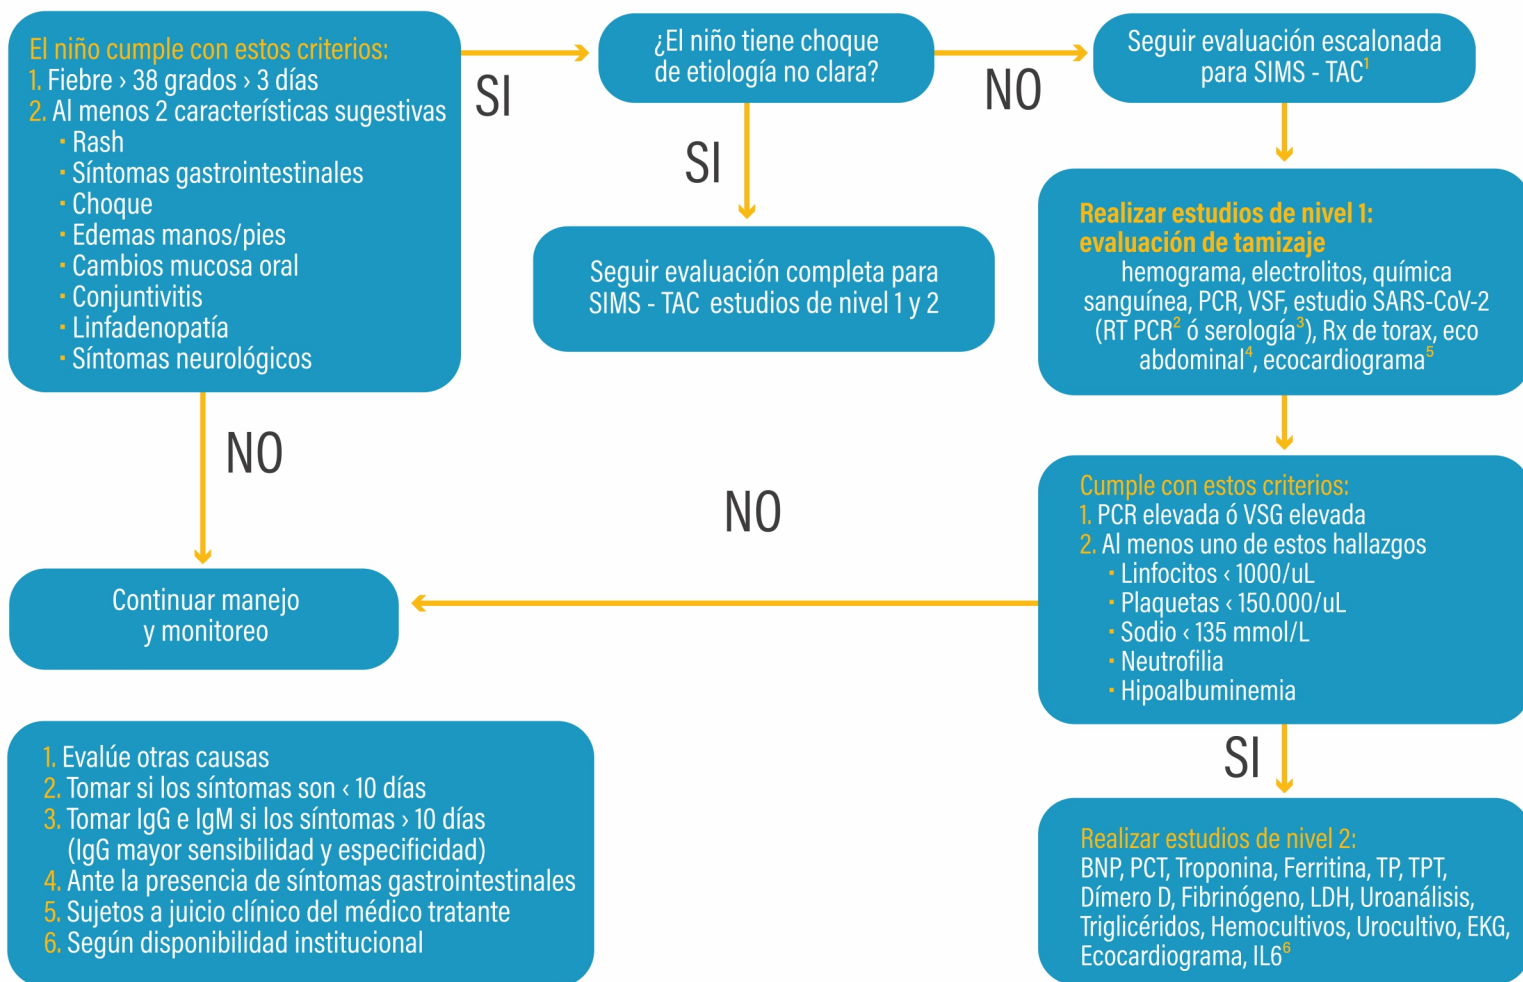 El niño cumple con estos criterios:
1. Fiebre › 38 grados › 3 días
2. Al menos 2 características sugestivas
· Rash
· Síntomas gastrointestinales
· Choque
· Edemas manos/pies
· Cambios mucosa oral
· Conjuntivitis
· Linfadenopatía
· Síntomas neurológicos
SI
¿El niño tiene choque
de etiología no clara?
NO
Seguir evaluación escalonada
para SIMS - TAC¹
SI
Seguir evaluación completa para
SIMS - TAC estudios de nivel 1 y 2
Realizar estudios de nivel 1:
evaluación de tamizaje
hemograma, electrolitos, química
sanguínea, PCR, VSF, estudio SARS-CoV-2
(RT PCR² ó serología³), Rx de torax, eco
abdominal⁴, ecocardiograma⁵
NO
NO
Cumple con estos criterios:
1. PCR elevada ó VSG elevada
2. Al menos uno de estos hallazgos
· Linfocitos ‹ 1000/uL
· Plaquetas ‹ 150.000/uL
· Sodio ‹ 135 mmol/L
· Neutrofilia
· Hipoalbuminemia
Continuar manejo
y monitoreo
SI
Realizar estudios de nivel 2:
BNP, PCT, Troponina, Ferritina, TP, TPT,
Dímero D, Fibrinógeno, LDH, Uroanálisis,
Triglicéridos, Hemocultivos, Urocultivo, EKG,
Ecocardiograma, IL6⁶
1. Evalúe otras causas
2. Tomar si los síntomas son ‹ 10 días
3. Tomar IgG e IgM si los síntomas › 10 días
(IgG mayor sensibilidad y especificidad)
4. Ante la presencia de síntomas gastrointestinales
5. Sujetos a juicio clínico del médico tratante
6. Según disponibilidad institucional